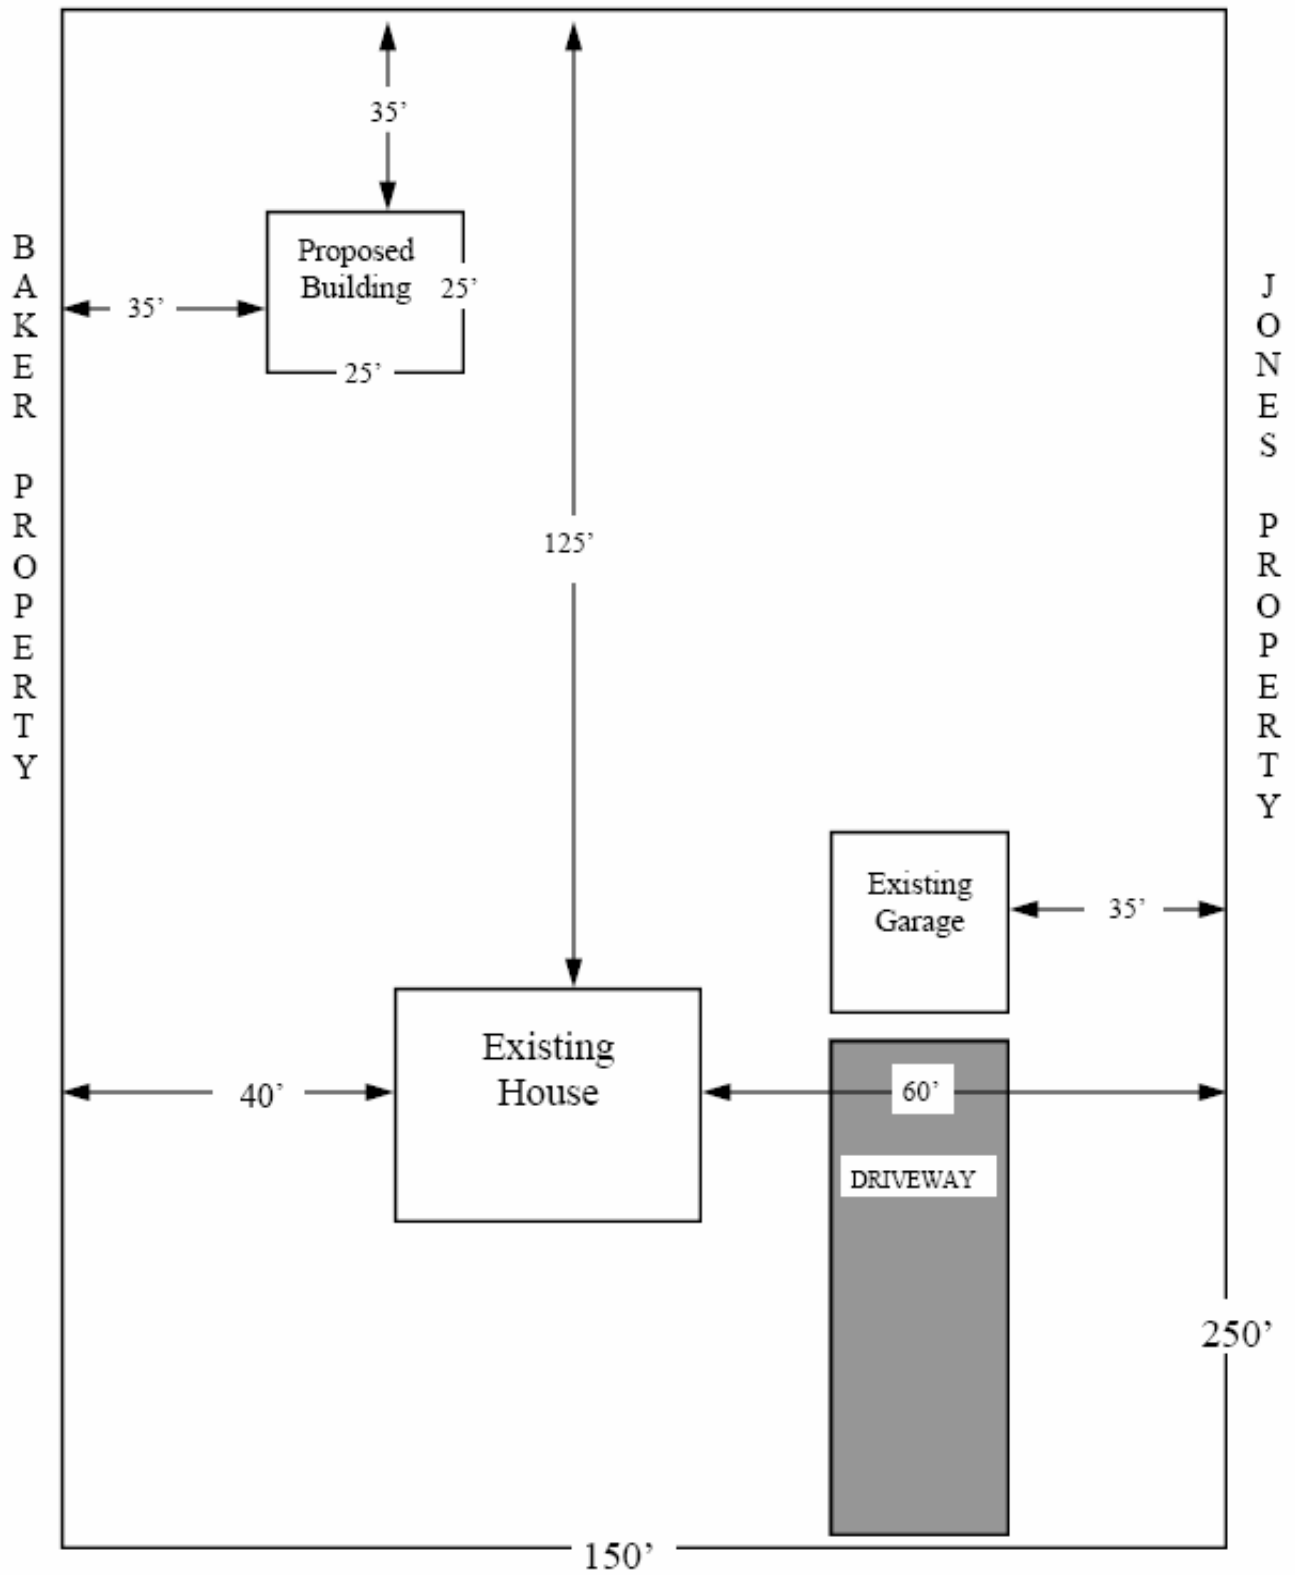 35’
Proposed
Building
25’
35’
25’
BAKER PROPERTY
JONES PROPERTY
125’
Existing
Garage
35’
Existing
House
40’
60’
DRIVEWAY
250’
150’